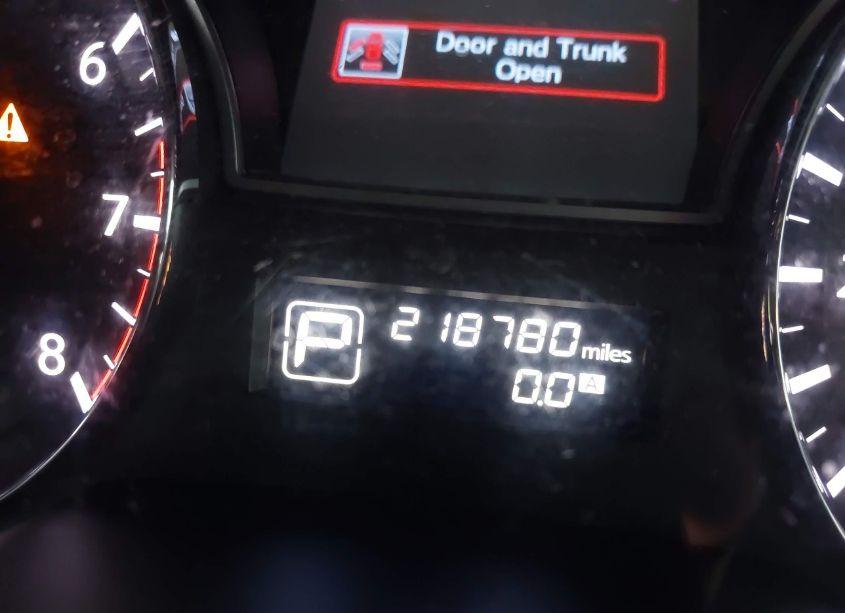 Door and Trunk
Open
6
7
8
P
218780 miles
0.0 A